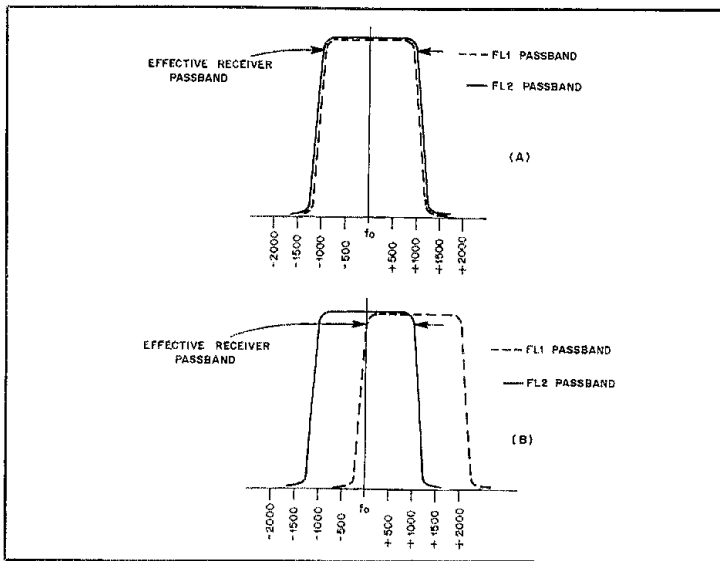 EFFECTIVE RECEIVER
PASSBAND
--- FL1 PASSBAND
— FL2 PASSBAND
(A)
-2000
-1500
-1000
-500
fo
+500
+1000
+1500
+2000
EFFECTIVE RECEIVER
PASSBAND
--- FL1 PASSBAND
— FL2 PASSBAND
(B)
-2000
-1500
-1000
-500
fo
+500
+1000
+1500
+2000